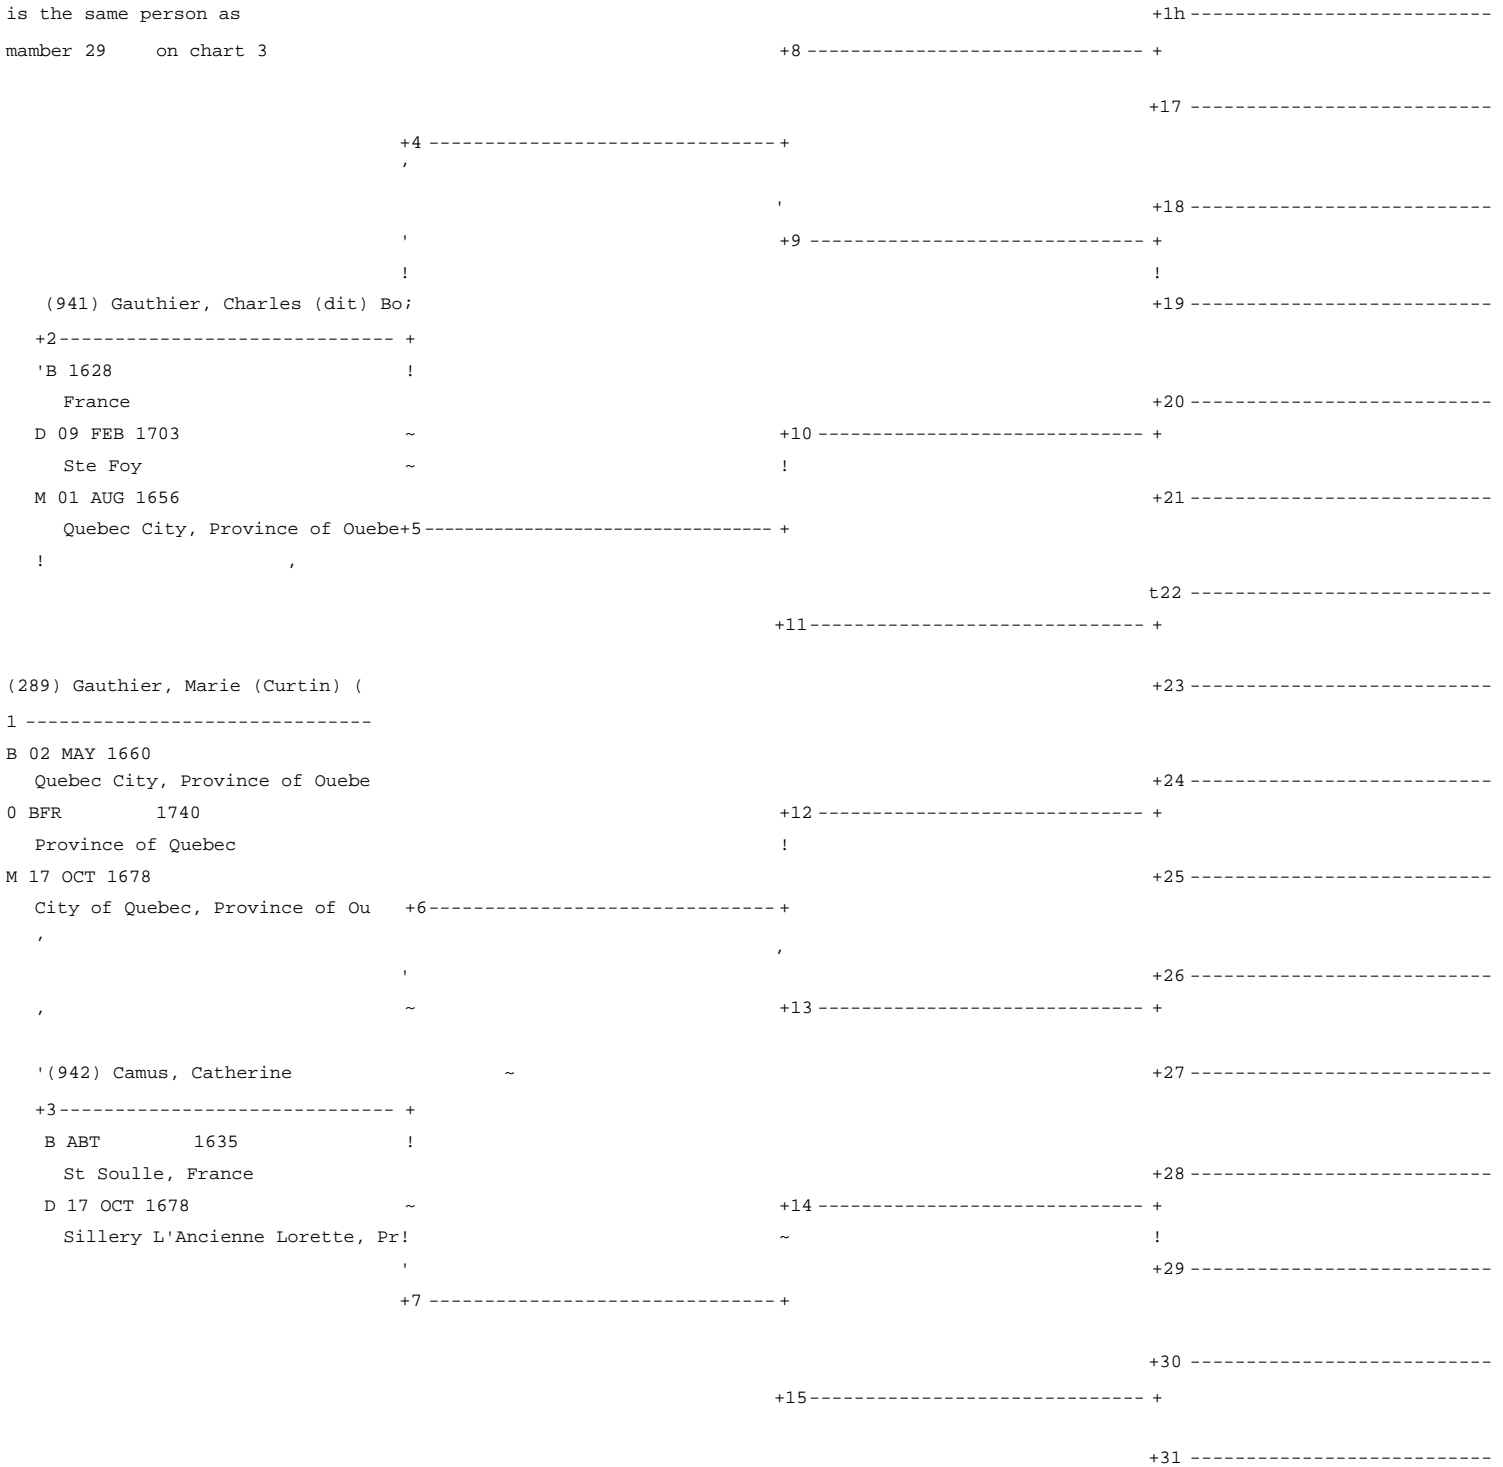 is the same person as +1h ---------------------------
mamber 29 on chart 3 +8 ------------------------------ +
+17 ---------------------------
+4 ------------------------------- +
,
' +18 ---------------------------
' +9 ------------------------------ +
! !
(941) Gauthier, Charles (dit) Bo; +19 ---------------------------
+2------------------------------ +
'B 1628 !
France +20 ---------------------------
D 09 FEB 1703 ~ +10 ----------------------------- +
Ste Foy ~ !
M 01 AUG 1656 +21 ---------------------------
Quebec City, Province of Ouebe+5-------------------------------- +
! ,
t22 ---------------------------
+11------------------------------ +
(289) Gauthier, Marie (Curtin) ( +23 ---------------------------
1 -------------------------------
B 02 MAY 1660
Quebec City, Province of Ouebe +24 ---------------------------
0 BFR 1740 +12 ----------------------------- +
Province of Quebec !
M 17 OCT 1678 +25 ---------------------------
City of Quebec, Province of Ou +6------------------------------- +
, ,
' +26 ---------------------------
, ~ +13 ------------------------------ +
'(942) Camus, Catherine ~ +27 ---------------------------
+3------------------------------ +
B ABT 1635 !
St Soulle, France +28 ---------------------------
D 17 OCT 1678 ~ +14 ----------------------------- +
Sillery L'Ancienne Lorette, Pr! ~ !
' +29 ---------------------------
+7 ------------------------------- +
+30 ---------------------------
+15------------------------------ +
+31 ---------------------------